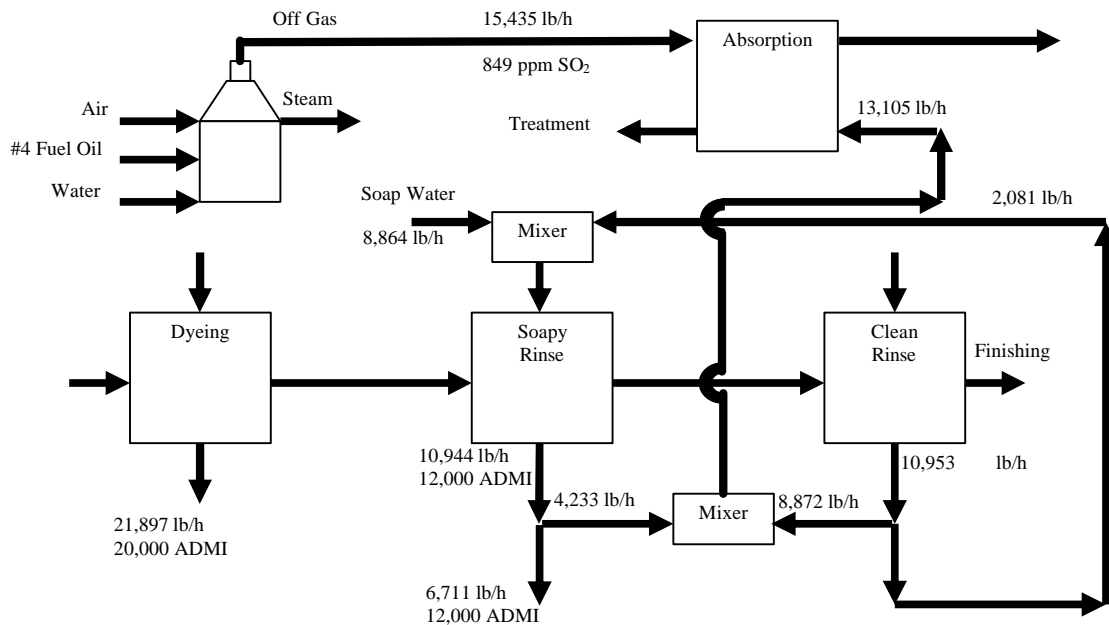 Off Gas
15,435 lb/h
849 ppm SO₂
Absorption
Air
Steam
#4 Fuel Oil
Water
Treatment
13,105 lb/h
Soap Water
8,864 lb/h
Mixer
2,081 lb/h
Dyeing
Soapy
Rinse
Clean
Rinse
Finishing
10,944 lb/h
12,000 ADMI
10,953 lb/h
4,233 lb/h
Mixer
8,872 lb/h
21,897 lb/h
20,000 ADMI
6,711 lb/h
12,000 ADMI